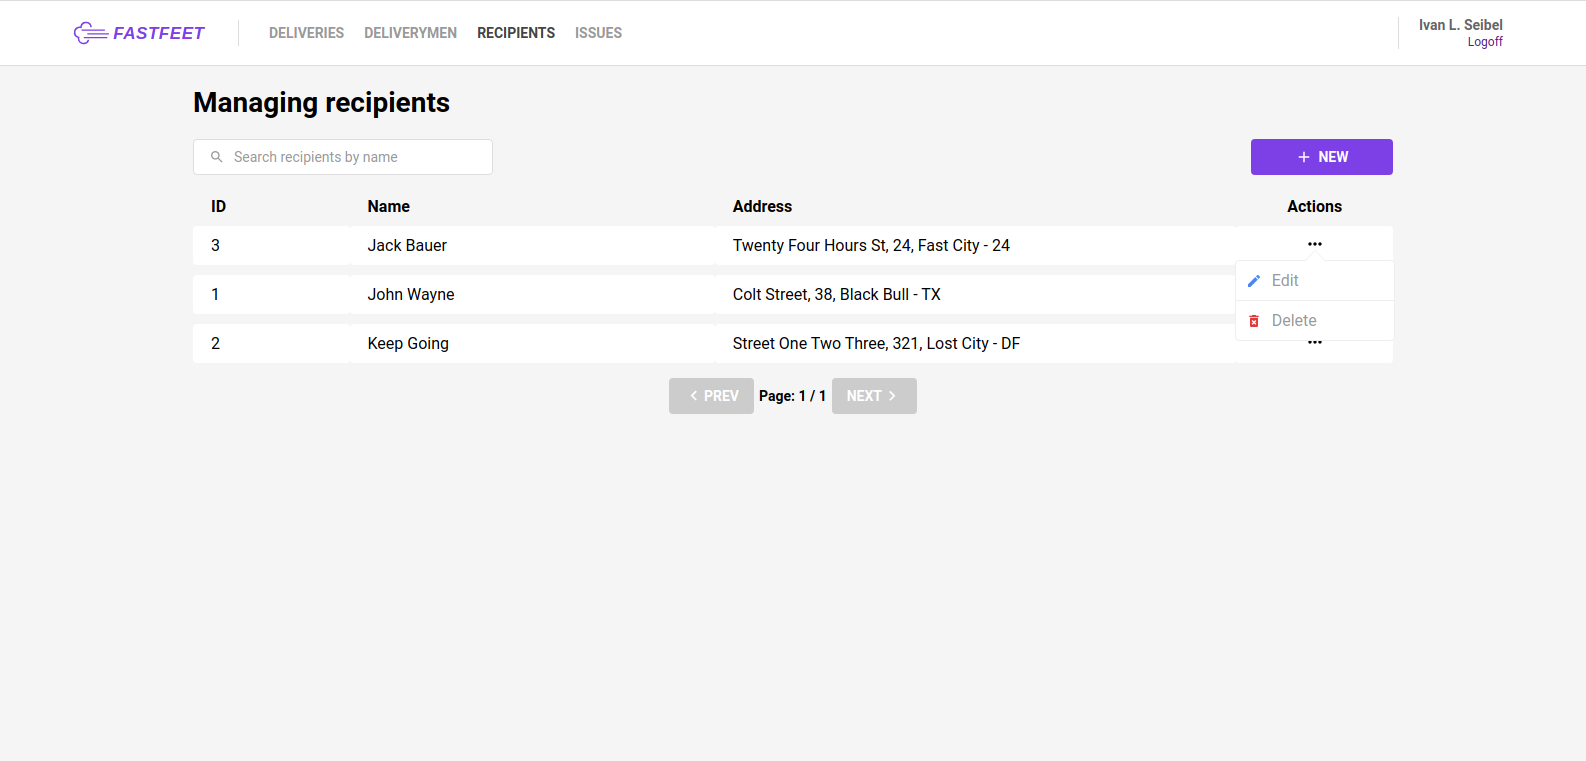 FASTFEET DELIVERIES DELIVERYMEN RECIPIENTS ISSUES Ivan L. Seibel
Logoff
Managing recipients
Search recipients by name + NEW
ID Name Address Actions
3 Jack Bauer Twenty Four Hours St, 24, Fast City - 24 •••
Edit
1 John Wayne Colt Street, 38, Black Bull - TX
Delete
2 Keep Going Street One Two Three, 321, Lost City - DF •••
< PREV Page: 1 / 1 NEXT >